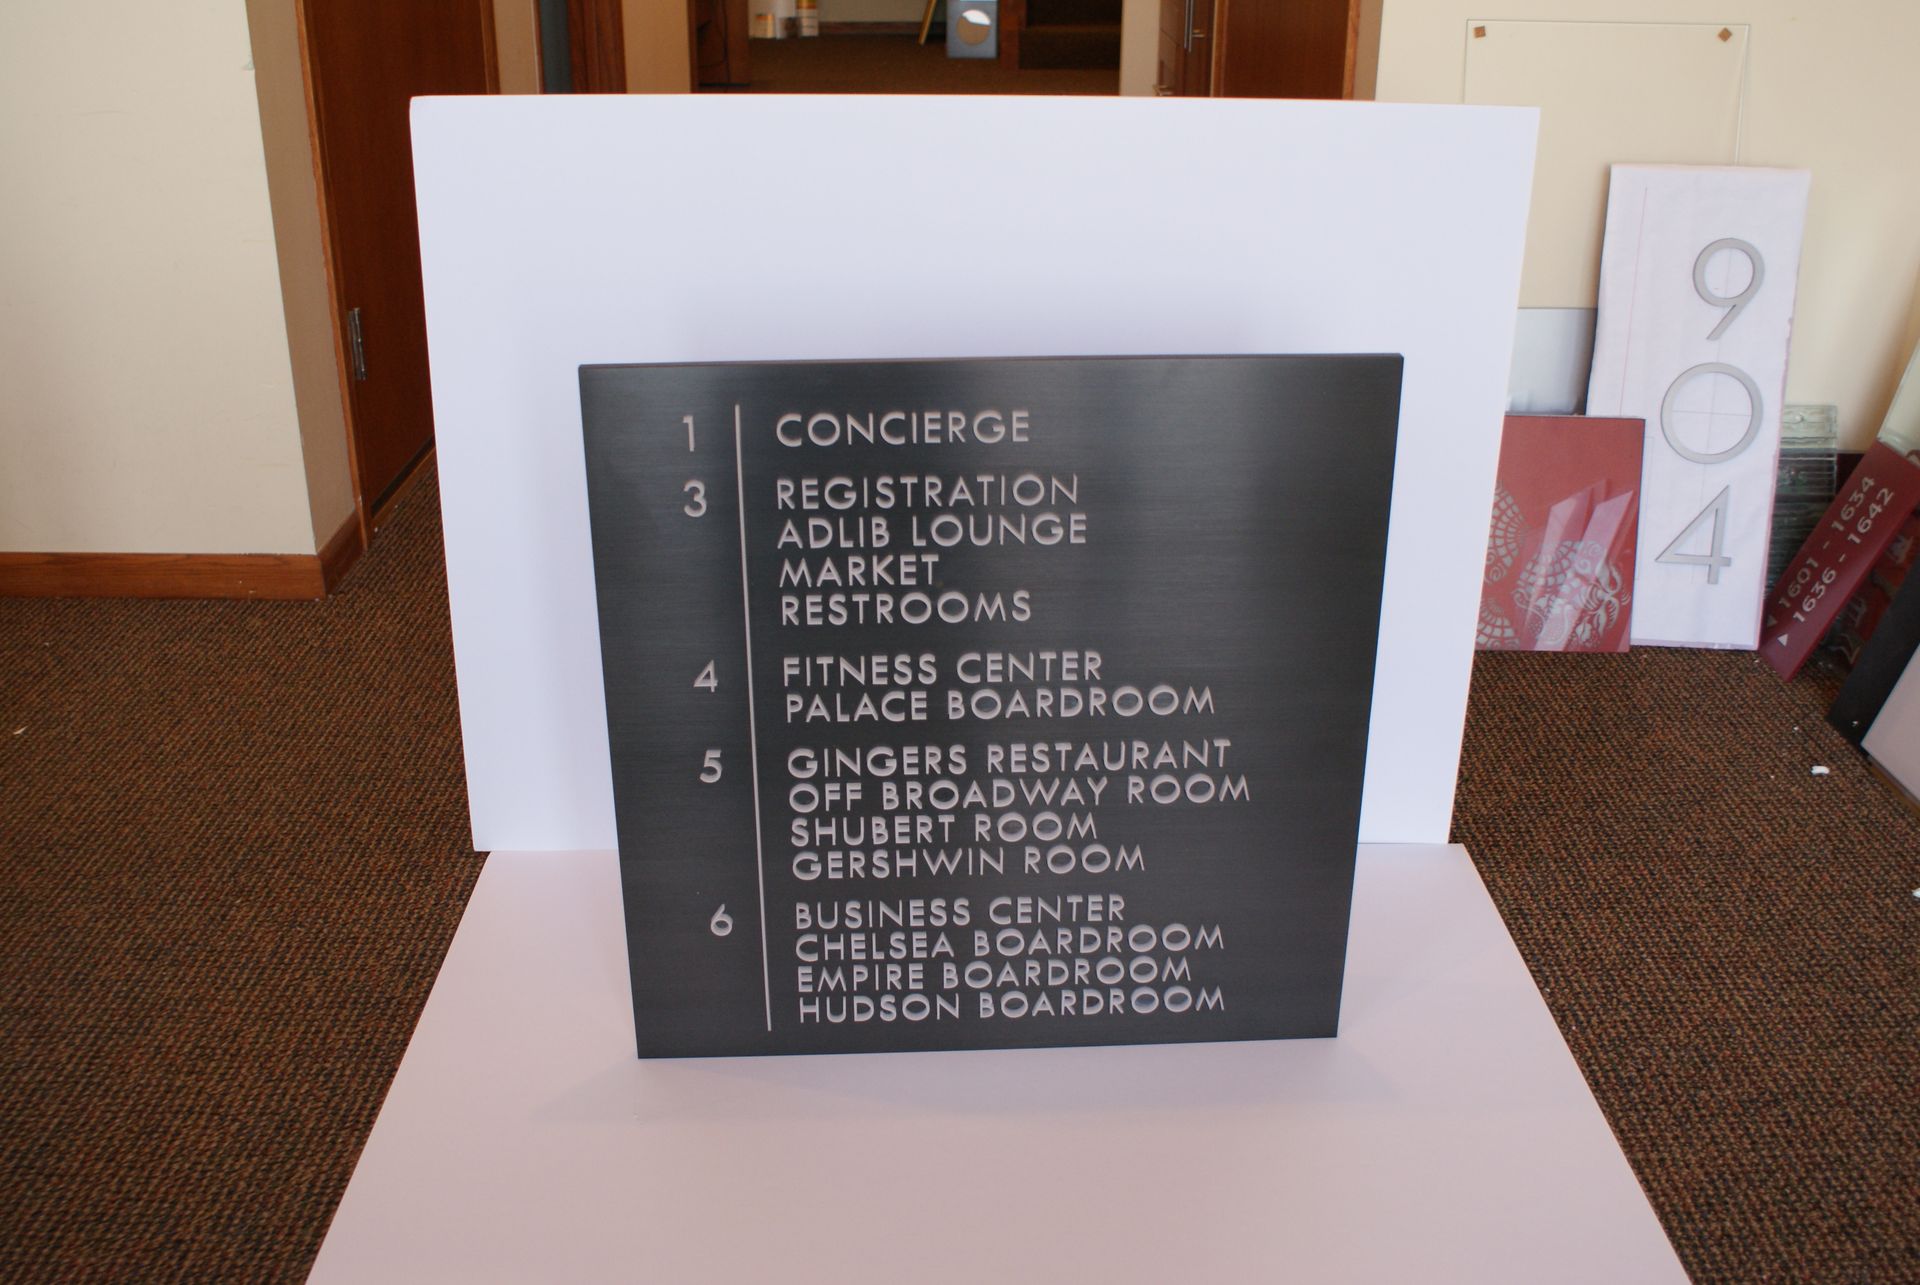 1 CONCIERGE
3 REGISTRATION
ADLIB LOUNGE
MARKET
RESTROOMS
4 FITNESS CENTER
PALACE BOARDROOM
5 GINGERS RESTAURANT
OFF BROADWAY ROOM
SHUBERT ROOM
GERSHWIN ROOM
6 BUSINESS CENTER
CHELSEA BOARDROOM
EMPIRE BOARDROOM
HUDSON BOARDROOM
904
1601 - 1634
1636 - 1642